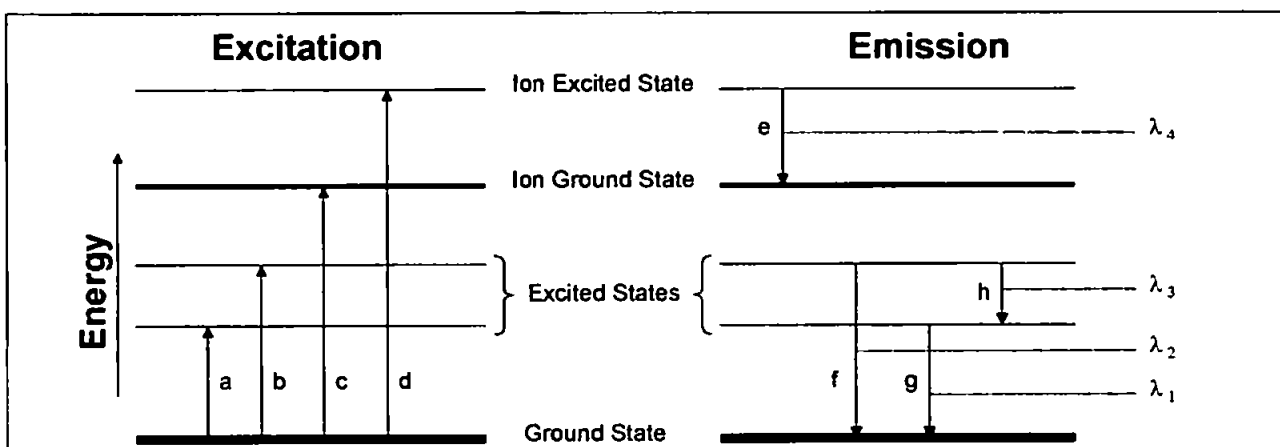 Excitation
Emission
Ion Excited State
e
λ4
Ion Ground State
Energy
Excited States
h
λ3
λ2
a b c d
f g
λ1
Ground State